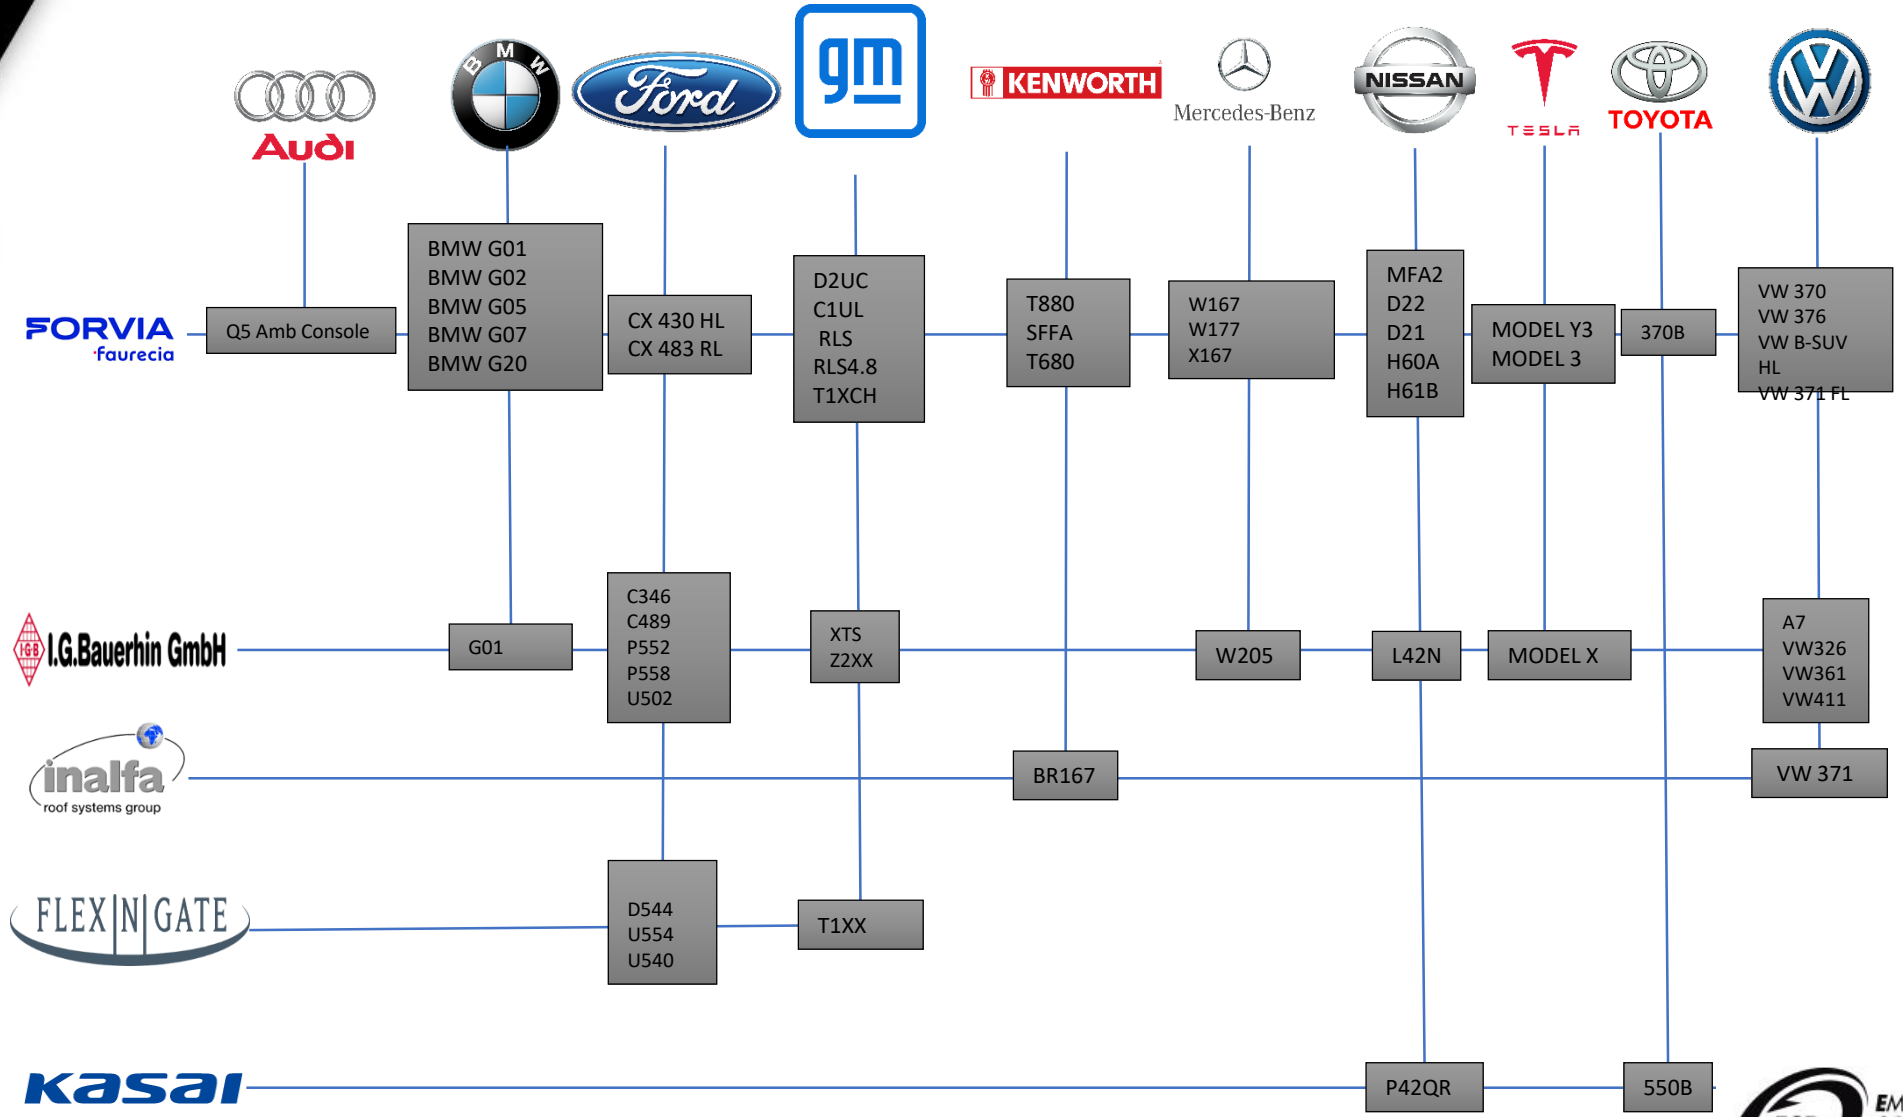 Audi
BMW
Ford
gm
KENWORTH
Mercedes-Benz
NISSAN
TESLA
TOYOTA
VW
FORVIA
faurecia
Q5 Amb Console
BMW G01
BMW G02
BMW G05
BMW G07
BMW G20
CX 430 HL
CX 483 RL
D2UC
C1UL
RLS
RLS4.8
T1XCH
T880
SFFA
T680
W167
W177
X167
MFA2
D22
D21
H60A
H61B
MODEL Y3
MODEL 3
370B
VW 370
VW 376
VW B-SUV
HL
VW 371 FL
IGB
I.G.Bauerhin GmbH
G01
C346
C489
P552
P558
U502
XTS
Z2XX
W205
L42N
MODEL X
A7
VW326
VW361
VW411
inalfa
roof systems group
BR167
VW 371
FLEX|N|GATE
D544
U554
U540
T1XX
Kasai
P42QR
550B
EM